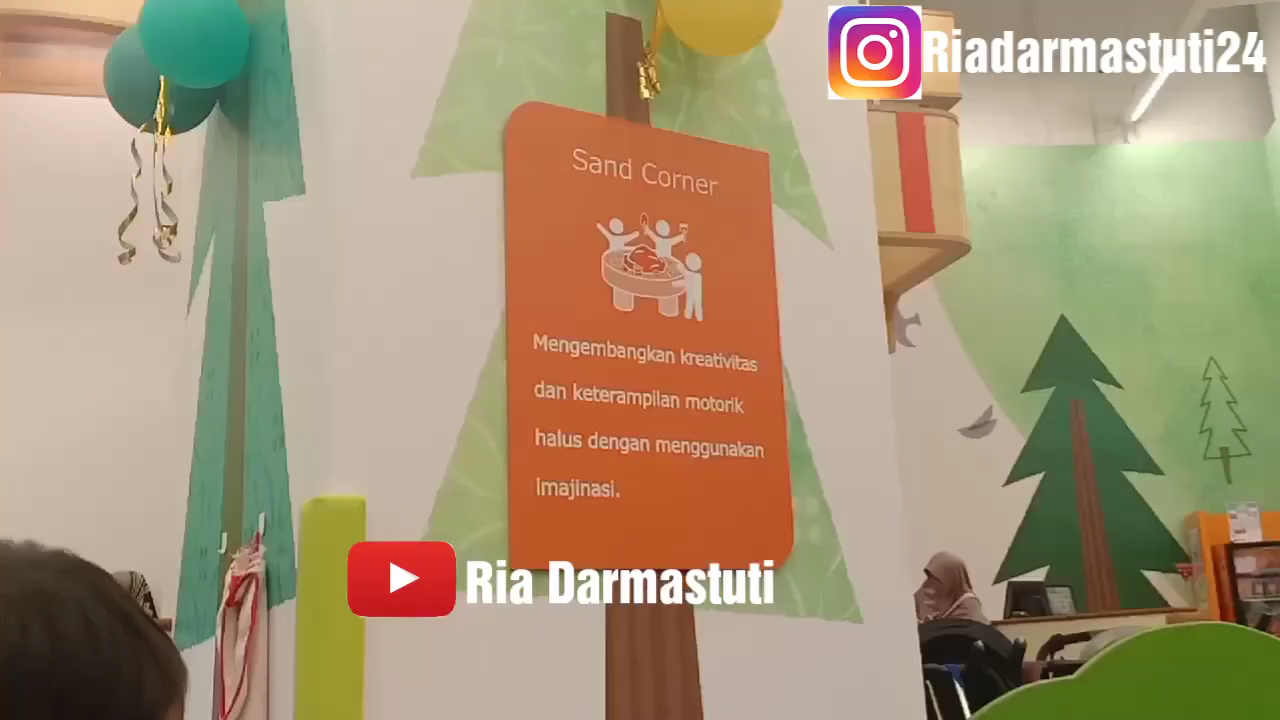 Riadarmastuti24
Sand Corner
Mengembangkan kreativitas
dan keterampilan motorik
halus dengan menggunakan
imajinasi.
Ria Darmastuti